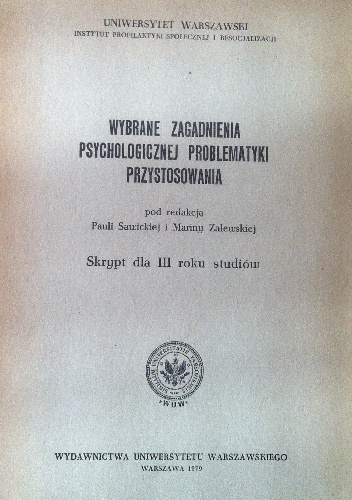 UNIWERSYTET WARSZAWSKI
INSTYTUT PROFILAKTYKI SPOŁECZNEJ I RESOCJALIZACJI
WYBRANE ZAGADNIENIA
PSYCHOLOGICZNEJ PROBLEMATYKI
PRZYSTOSOWANIA
pod redakcją
Pauli Sawickiej i Mariny Zalewskiej
Skrypt dla III roku studiów
WYDAWNICTWA UNIWERSYTETU WARSZAWSKIEGO
WARSZAWA 1979